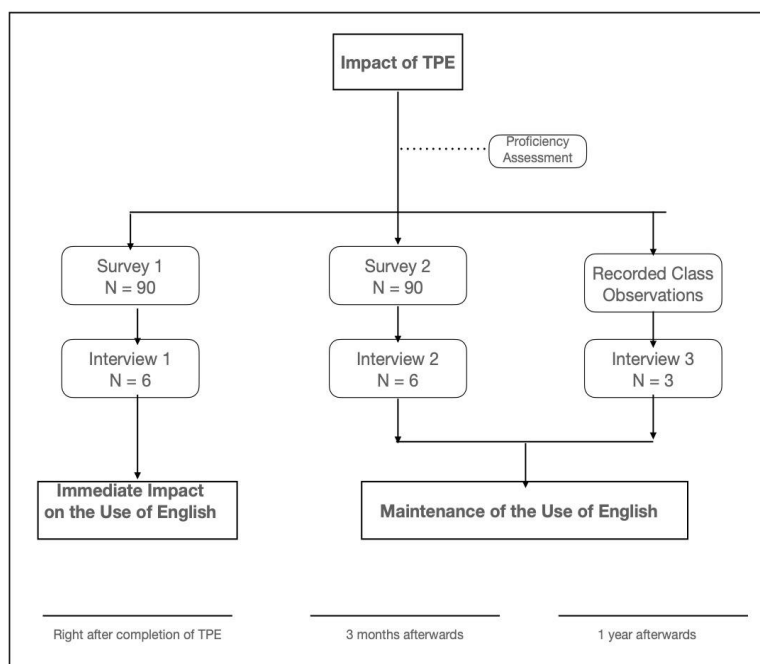 Impact of TPE
Proficiency
Assessment
Survey 1
N = 90
Survey 2
N = 90
Recorded Class
Observations
Interview 1
N = 6
Interview 2
N = 6
Interview 3
N = 3
Immediate Impact
on the Use of English
Maintenance of the Use of English
Right after completion of TPE
3 months afterwards
1 year afterwards